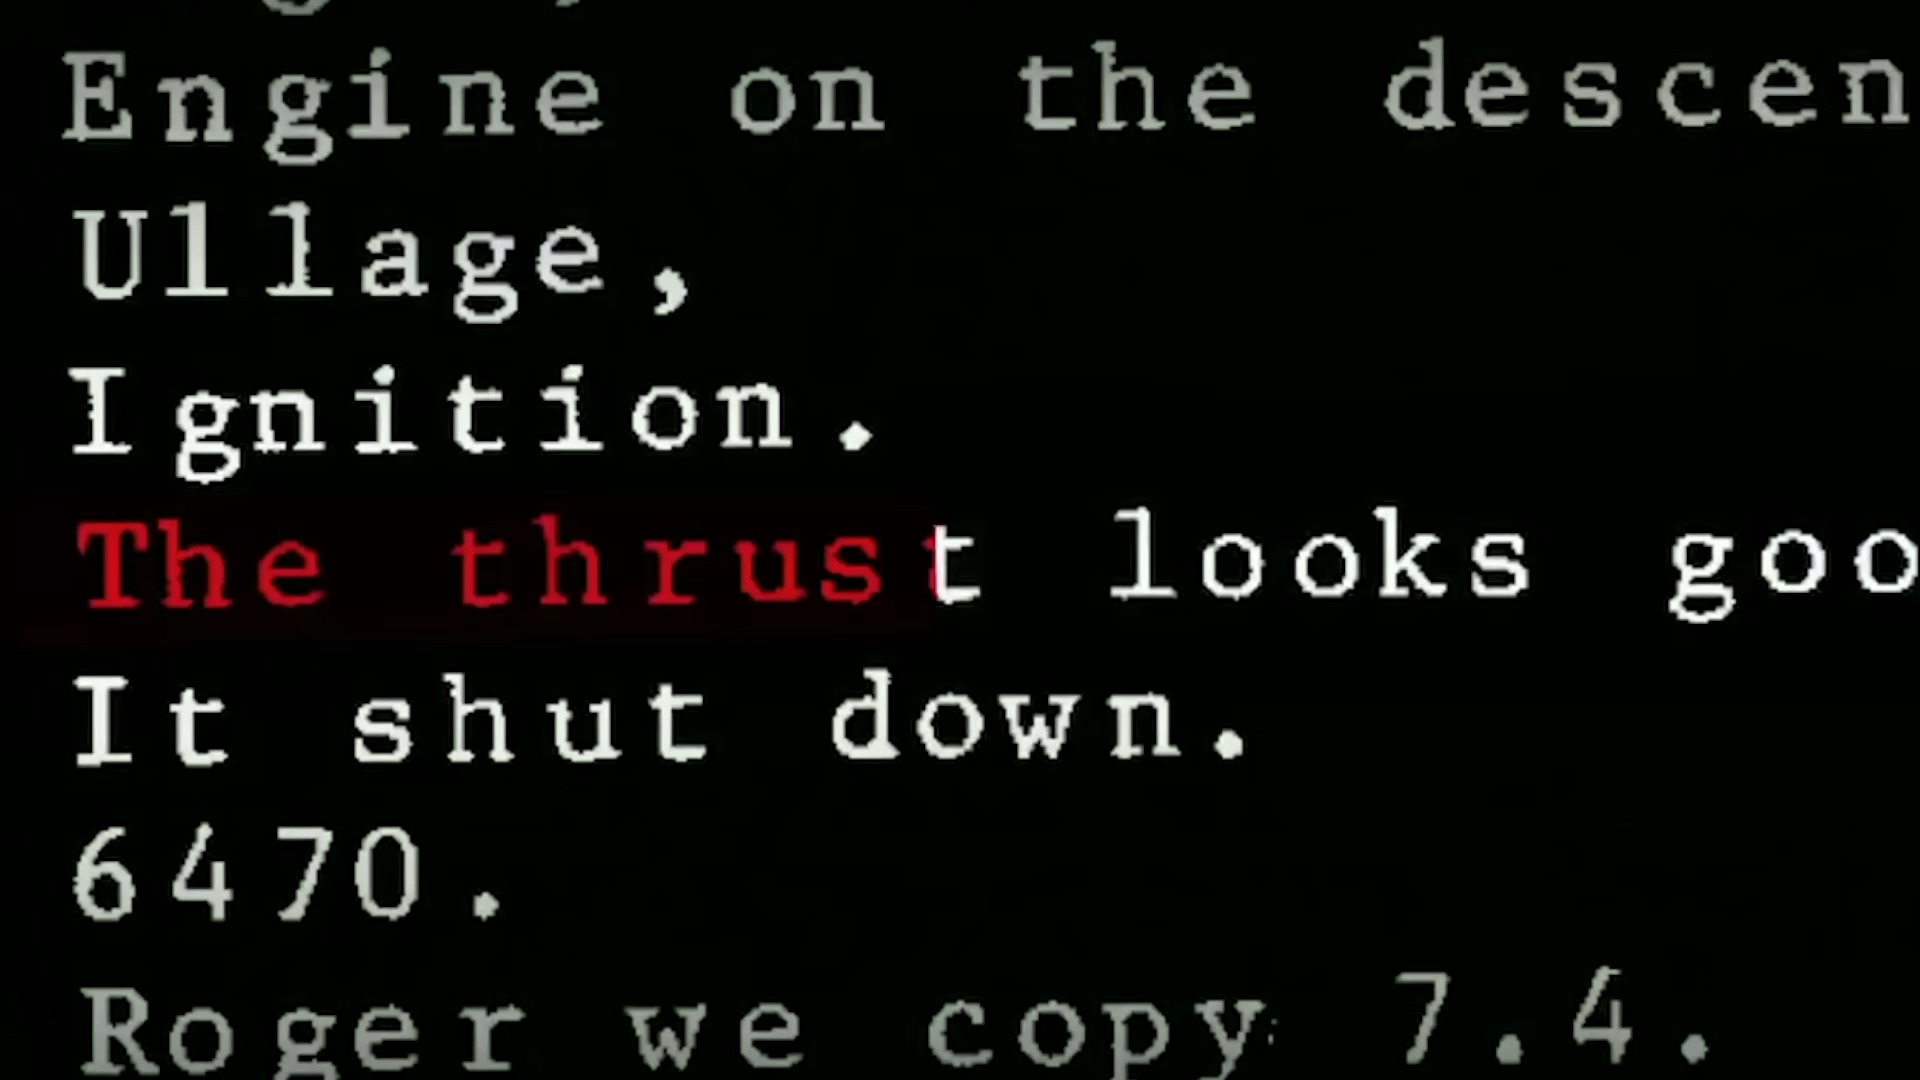 Engine on the descen
Ullage,
Ignition.
The thrust looks goo
It shut down.
6470.
Roger we copy 7.4.